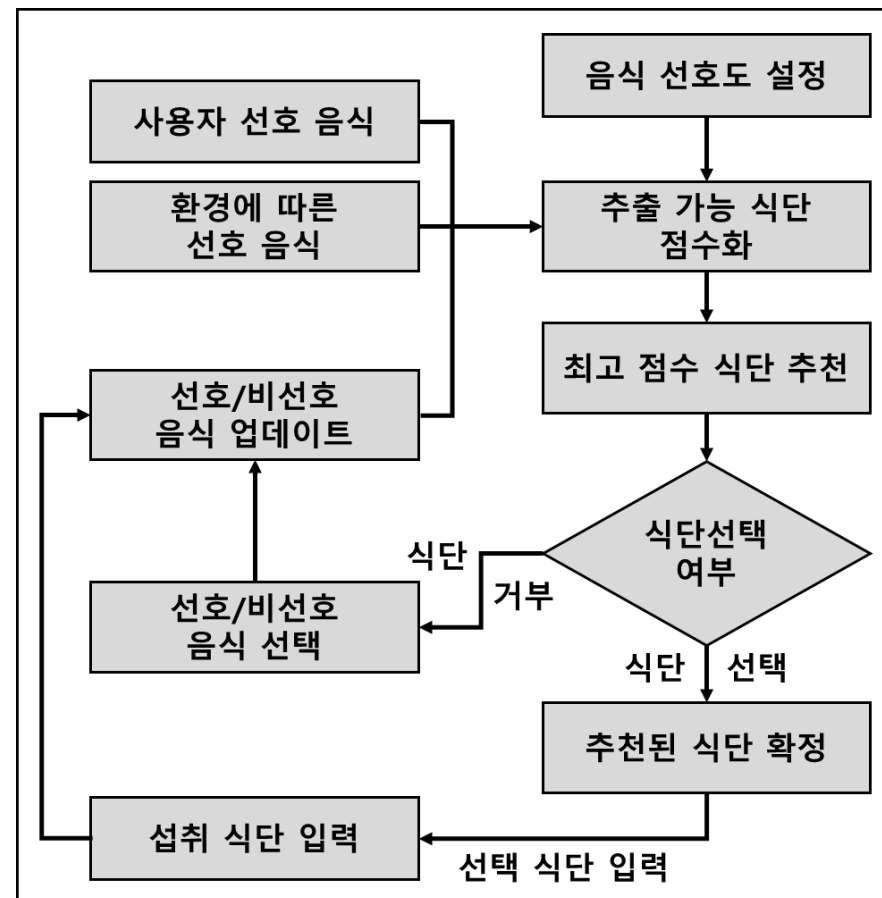 음식 선호도 설정
사용자 선호 음식
환경에 따른
선호 음식
추출 가능 식단
점수화
최고 점수 식단 추천
선호/비선호
음식 업데이트
식단선택
여부
식단
거부
선호/비선호
음식 선택
식단 선택
추천된 식단 확정
섭취 식단 입력
선택 식단 입력